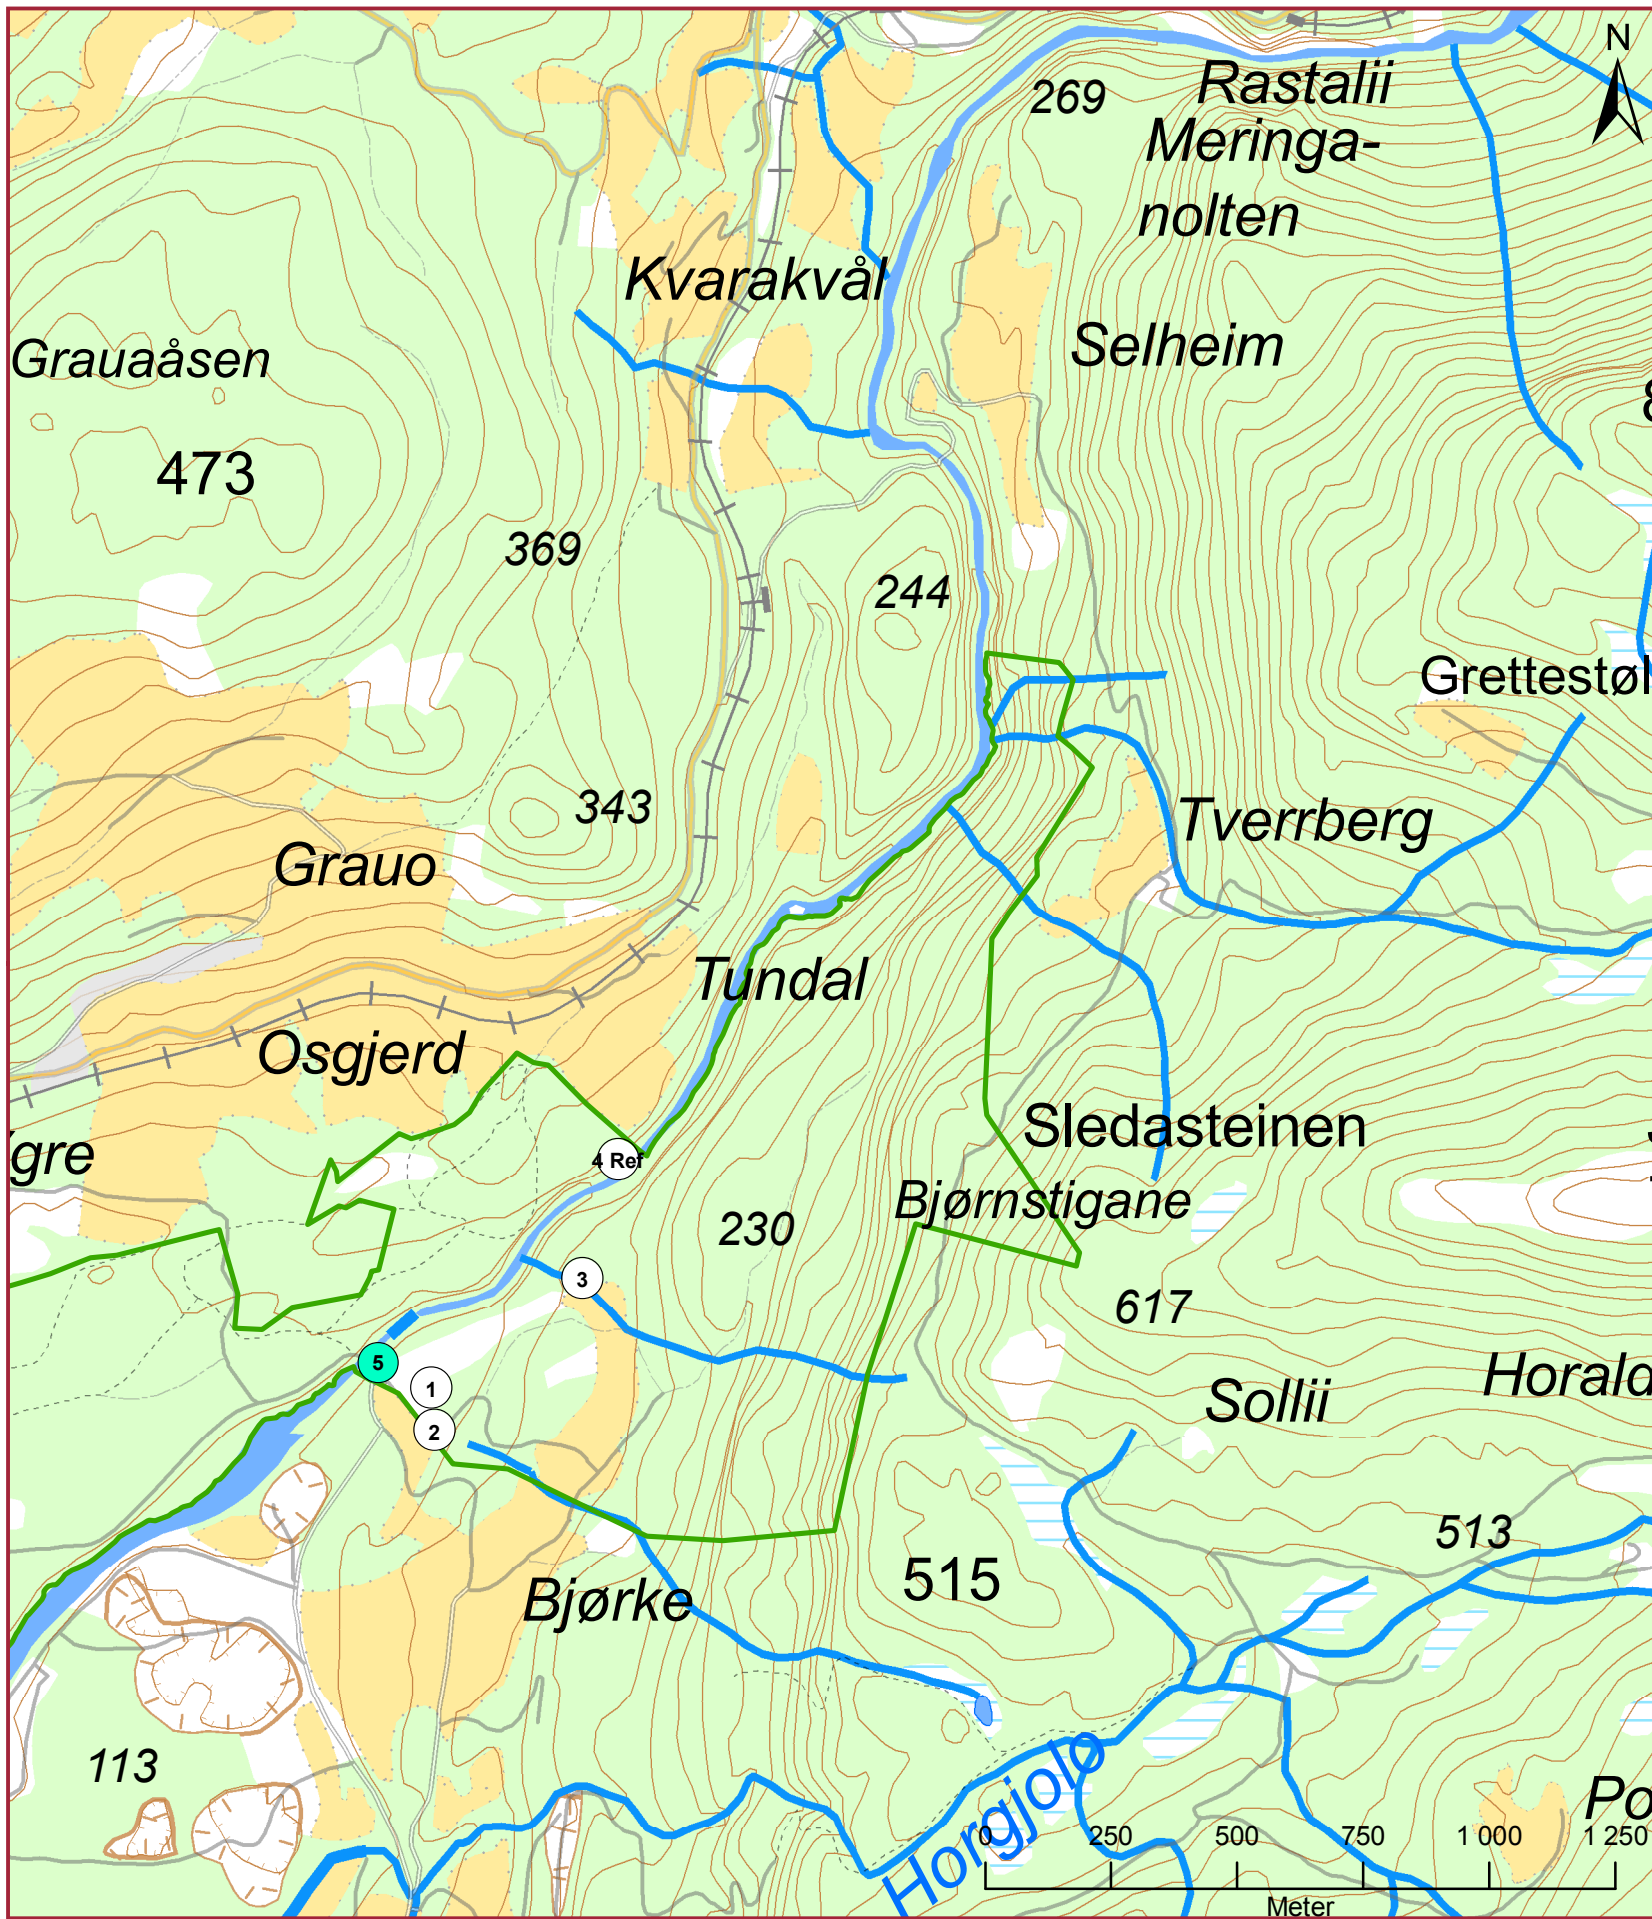 N
269
Rastalii
Meringa-
nolten
Kvarakvål
Grauaåsen
Selheim
473
369
244
Grettestøl
343
Tverrberg
Grauo
Tundal
Osgjerd
Sledasteinen
gre
4 Ref
Bjørnstigane
230
3
617
5
1
2
Sollii
Horald
513
515
Bjørke
113
Horgjolo
Po
0 250 500 750 1 000 1 250
Meter